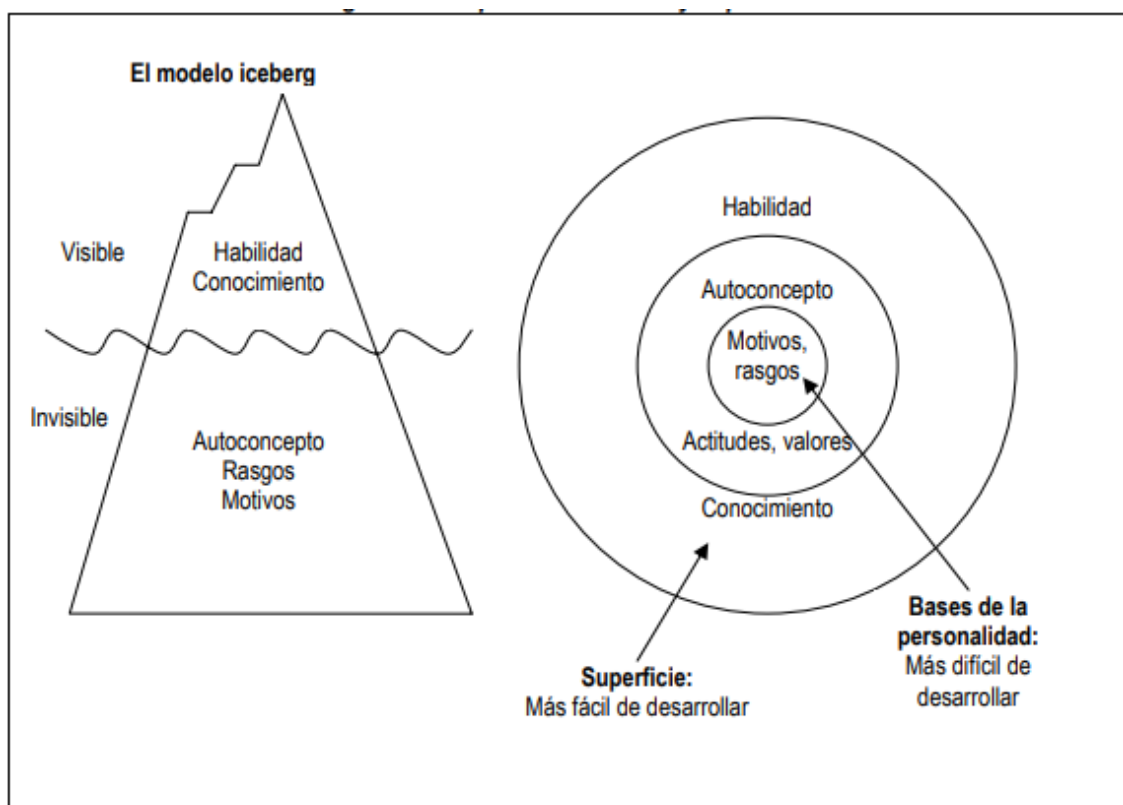 El modelo iceberg
Visible
Habilidad
Conocimiento
Invisible
Autoconcepto
Rasgos
Motivos
Habilidad
Autoconcepto
Motivos,
rasgos
Actitudes, valores
Conocimiento
Superficie:
Más fácil de desarrollar
Bases de la
personalidad:
Más difícil de
desarrollar